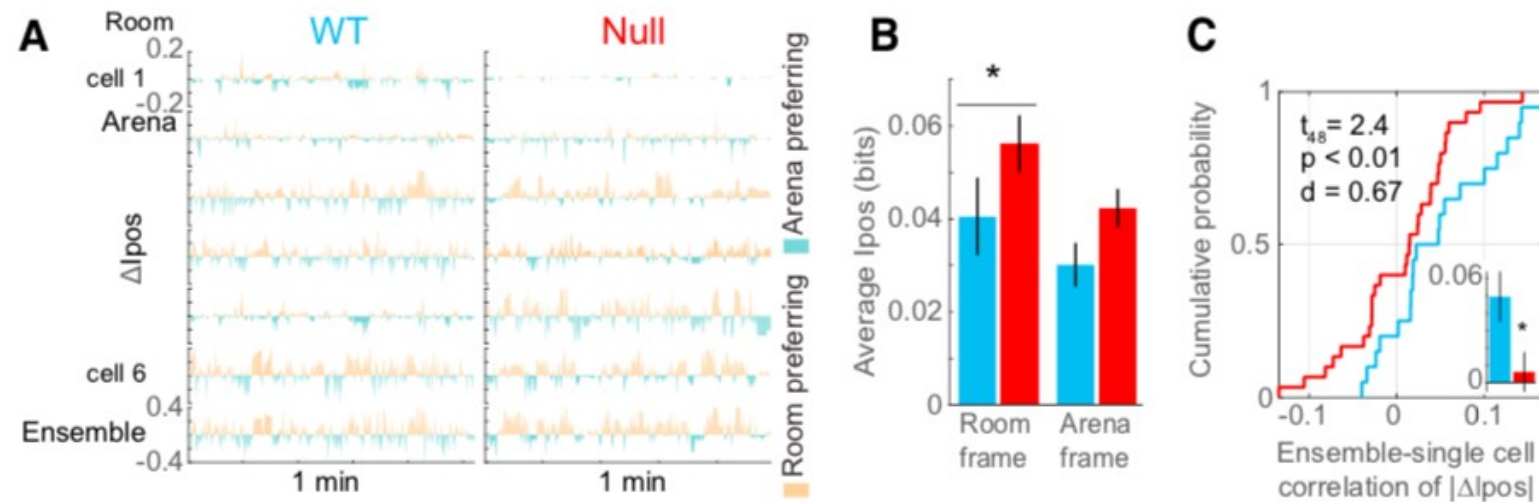 A
Room
WT
Null
0.2
cell 1
-0.2
Arena
ΔIpos
cell 6
0.4
Ensemble
-0.4
1 min
1 min
Room preferring
Arena preferring
B
*
Average Ipos (bits)
0.06
0.04
0.02
0
Room frame
Arena frame
C
Cumulative probability
1
0.5
0
t48= 2.4
p < 0.01
d = 0.67
0.06
*
0
-0.1
0
0.1
Ensemble-single cell
correlation of |ΔIpos|